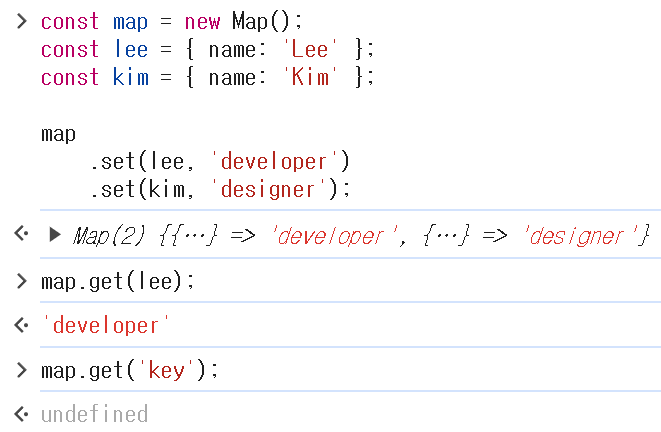 > const map = new Map();
const lee = { name: 'Lee' };
const kim = { name: 'Kim' };
map
.set(lee, 'developer')
.set(kim, 'designer');
Map(2) {{…} => 'developer', {…} => 'designer'}
> map.get(lee);
'developer'
> map.get('key');
undefined